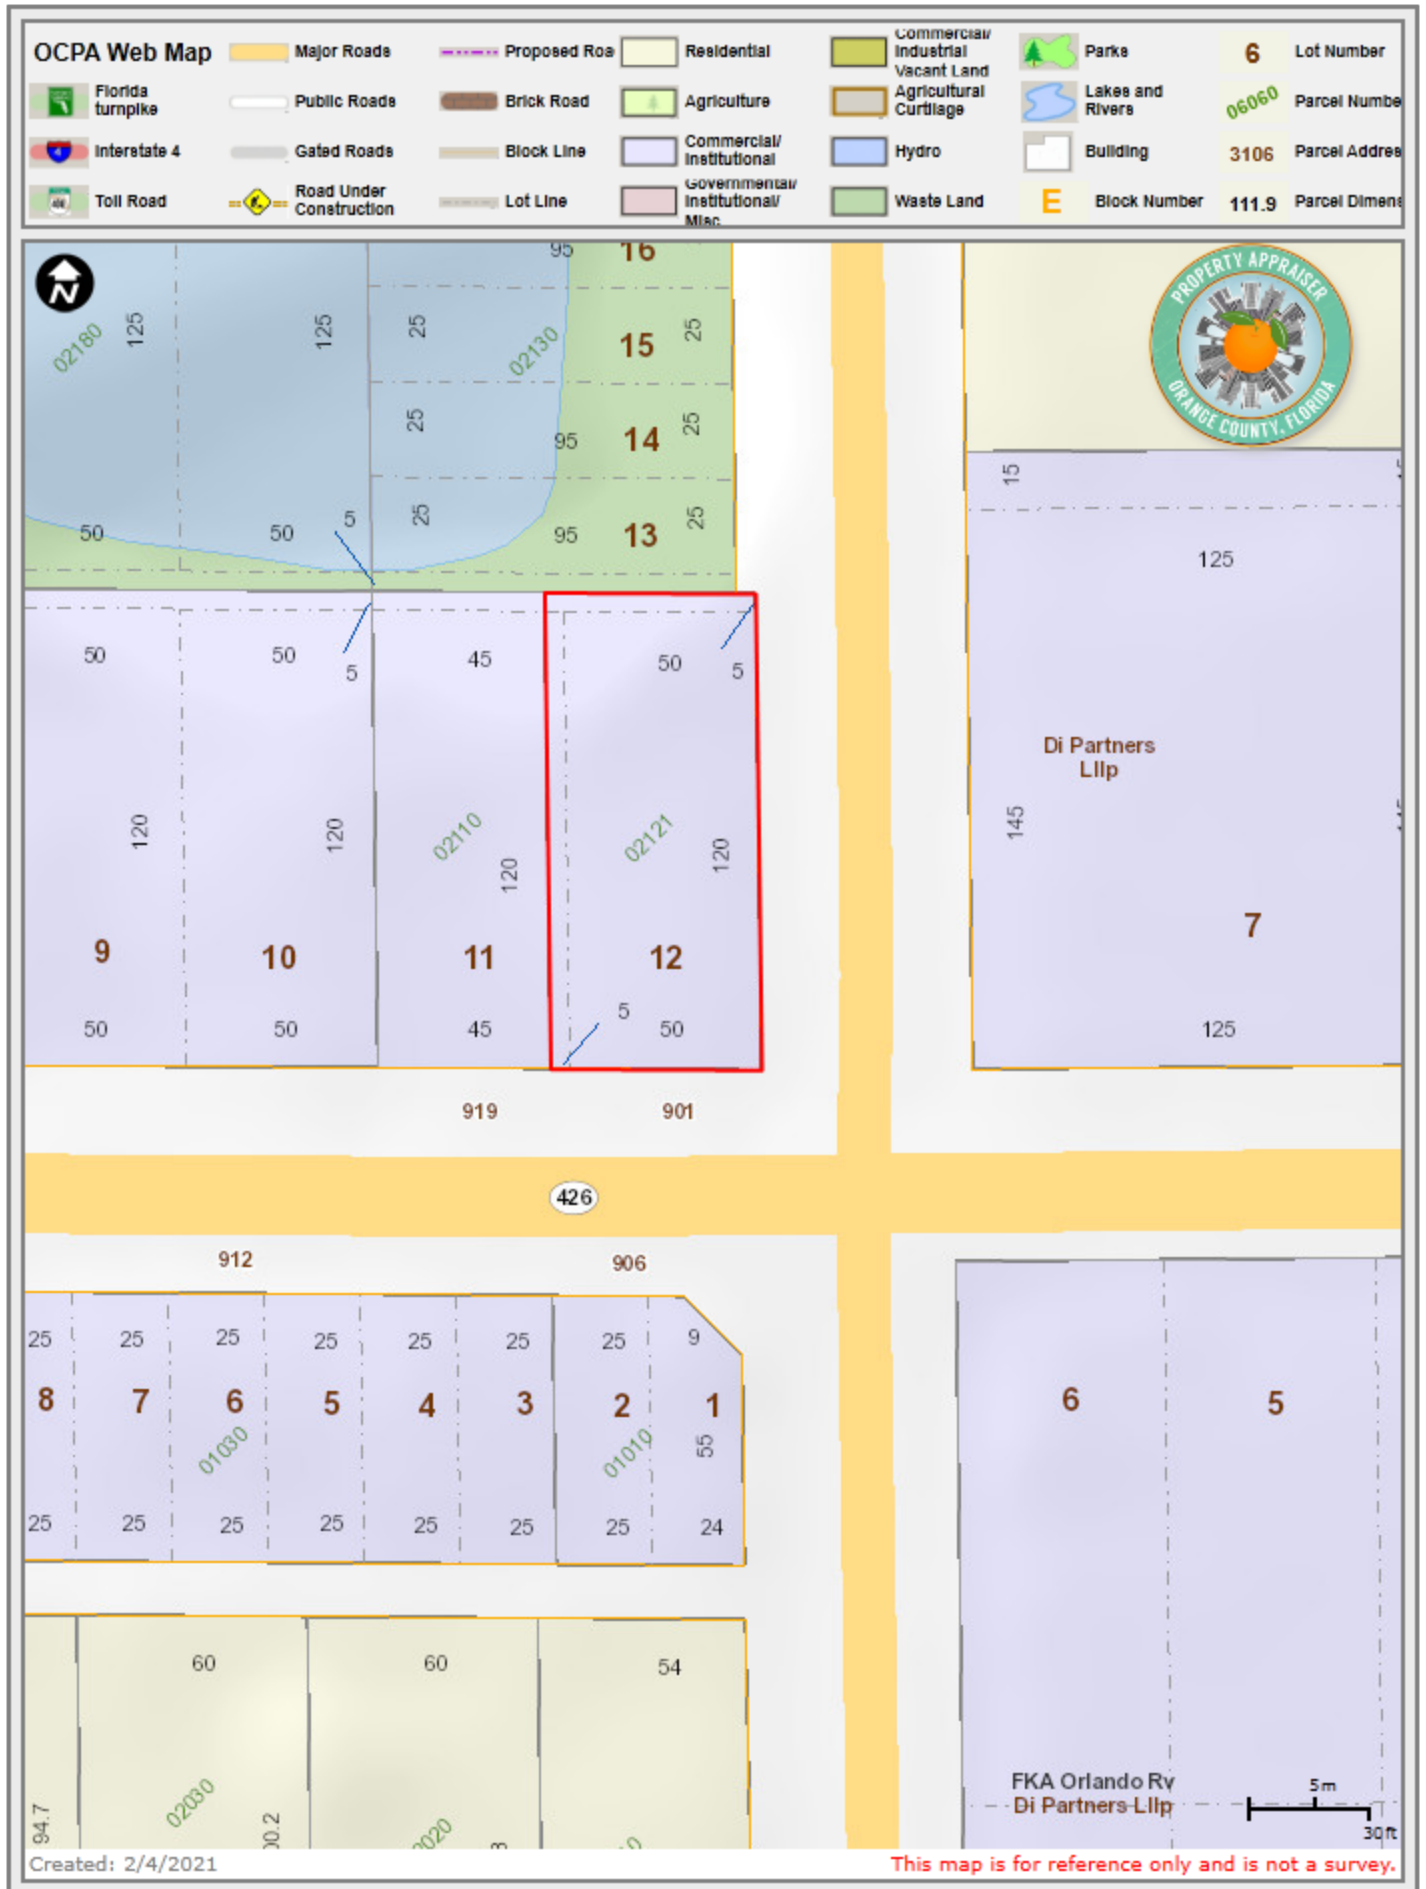 OCPA Web Map
Major Roads
Proposed Roa
Residential
Commercial/
Industrial
Vacant Land
Parks
6
Lot Number
Florida
turnpike
Public Roads
Brick Road
Agriculture
Agricultural
Curtilage
Lakes and
Rivers
06060
Parcel Numbe
4
Interstate 4
Gated Roads
Block Line
Commercial/
Institutional
Hydro
Building
3106
Parcel Addres
Toll Road
Road Under
Construction
Lot Line
Governmental/
Institutional/
Misc
Waste Land
E
Block Number
111.9
Parcel Dimens
N
PROPERTY APPRAISER
ORANGE COUNTY, FLORIDA
95
16
02180
125
125
25
02130
15
25
25
95
14
25
15
50
50
5
25
95
13
25
125
50
50
5
45
50
5
Di Partners
Lllp
120
120
02110
120
02121
120
145
9
10
11
12
7
50
50
45
5
50
125
919
901
426
912
906
25
25
25
25
25
25
25
9
8
7
6
5
4
3
2
1
6
5
01030
01010
55
25
25
25
25
25
25
25
24
60
60
54
02030
94.7
00.2
0020
FKA Orlando Rv
Di Partners Lllp
5m
30ft
Created: 2/4/2021
This map is for reference only and is not a survey.